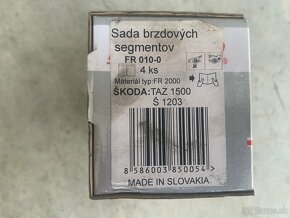 Sada brzdových
segmentov
FR 010-0
4 ks
Materiál typ:FR 2000
ŠKODA:TAZ 1500
Š 1203
8 586003 850054 >
MADE IN SLOVAKIA